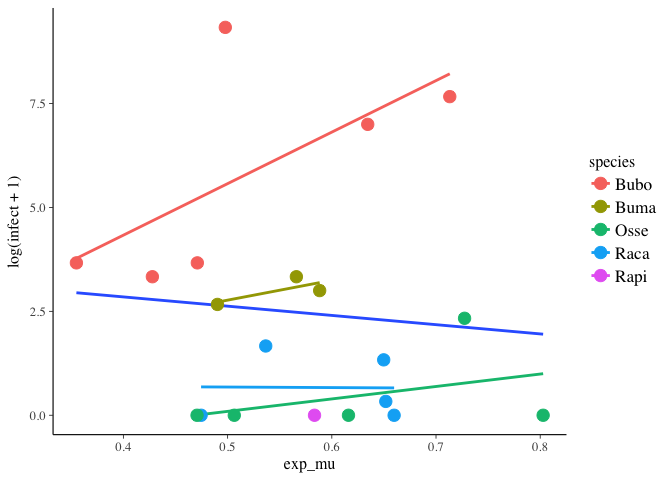 7.5
5.0
2.5
0.0
log(infect + 1)
0.4 0.5 0.6 0.7 0.8
exp_mu
species
Bubo
Buma
Osse
Raca
Rapi